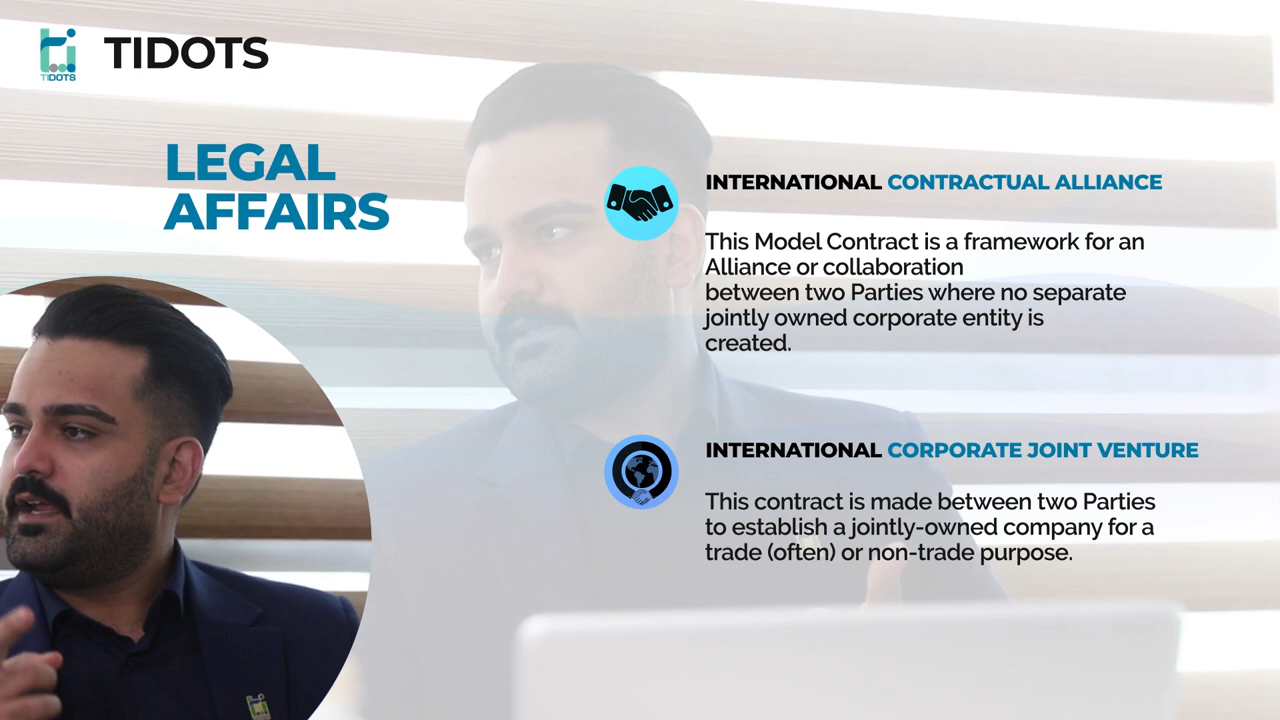 TIDOTS
TIDOTS
LEGAL
AFFAIRS
INTERNATIONAL CONTRACTUAL ALLIANCE
This Model Contract is a framework for an
Alliance or collaboration
between two Parties where no separate
jointly owned corporate entity is
created.
INTERNATIONAL CORPORATE JOINT VENTURE
This contract is made between two Parties
to establish a jointly-owned company for a
trade (often) or non-trade purpose.